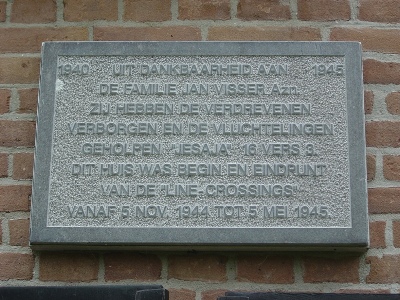 1940 UIT DANKBAARHEID AAN 1945
DE FAMILIE JAN VISSER Azn.
ZIJ HEBBEN DE VERDREVENEN
VERBORGEN EN DE VLUCHTELINGEN
GEHOLPEN "JESAJA" 16 VERS 3.
DIT HUIS WAS BEGIN EN EINDPUNT
VAN DE "LINE-CROSSINGS"
VANAF 5 NOV. 1944 TOT 5 MEI 1945.